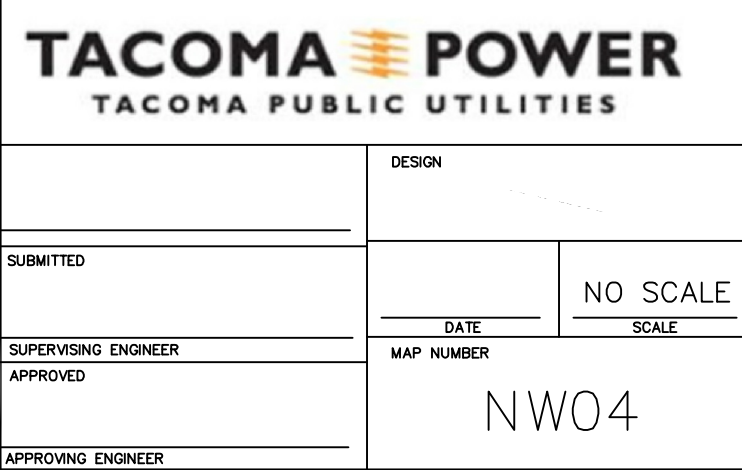 TACOMA POWER
TACOMA PUBLIC UTILITIES
DESIGN
SUBMITTED
NO SCALE
DATE
SCALE
SUPERVISING ENGINEER
MAP NUMBER
APPROVED
NW04
APPROVING ENGINEER